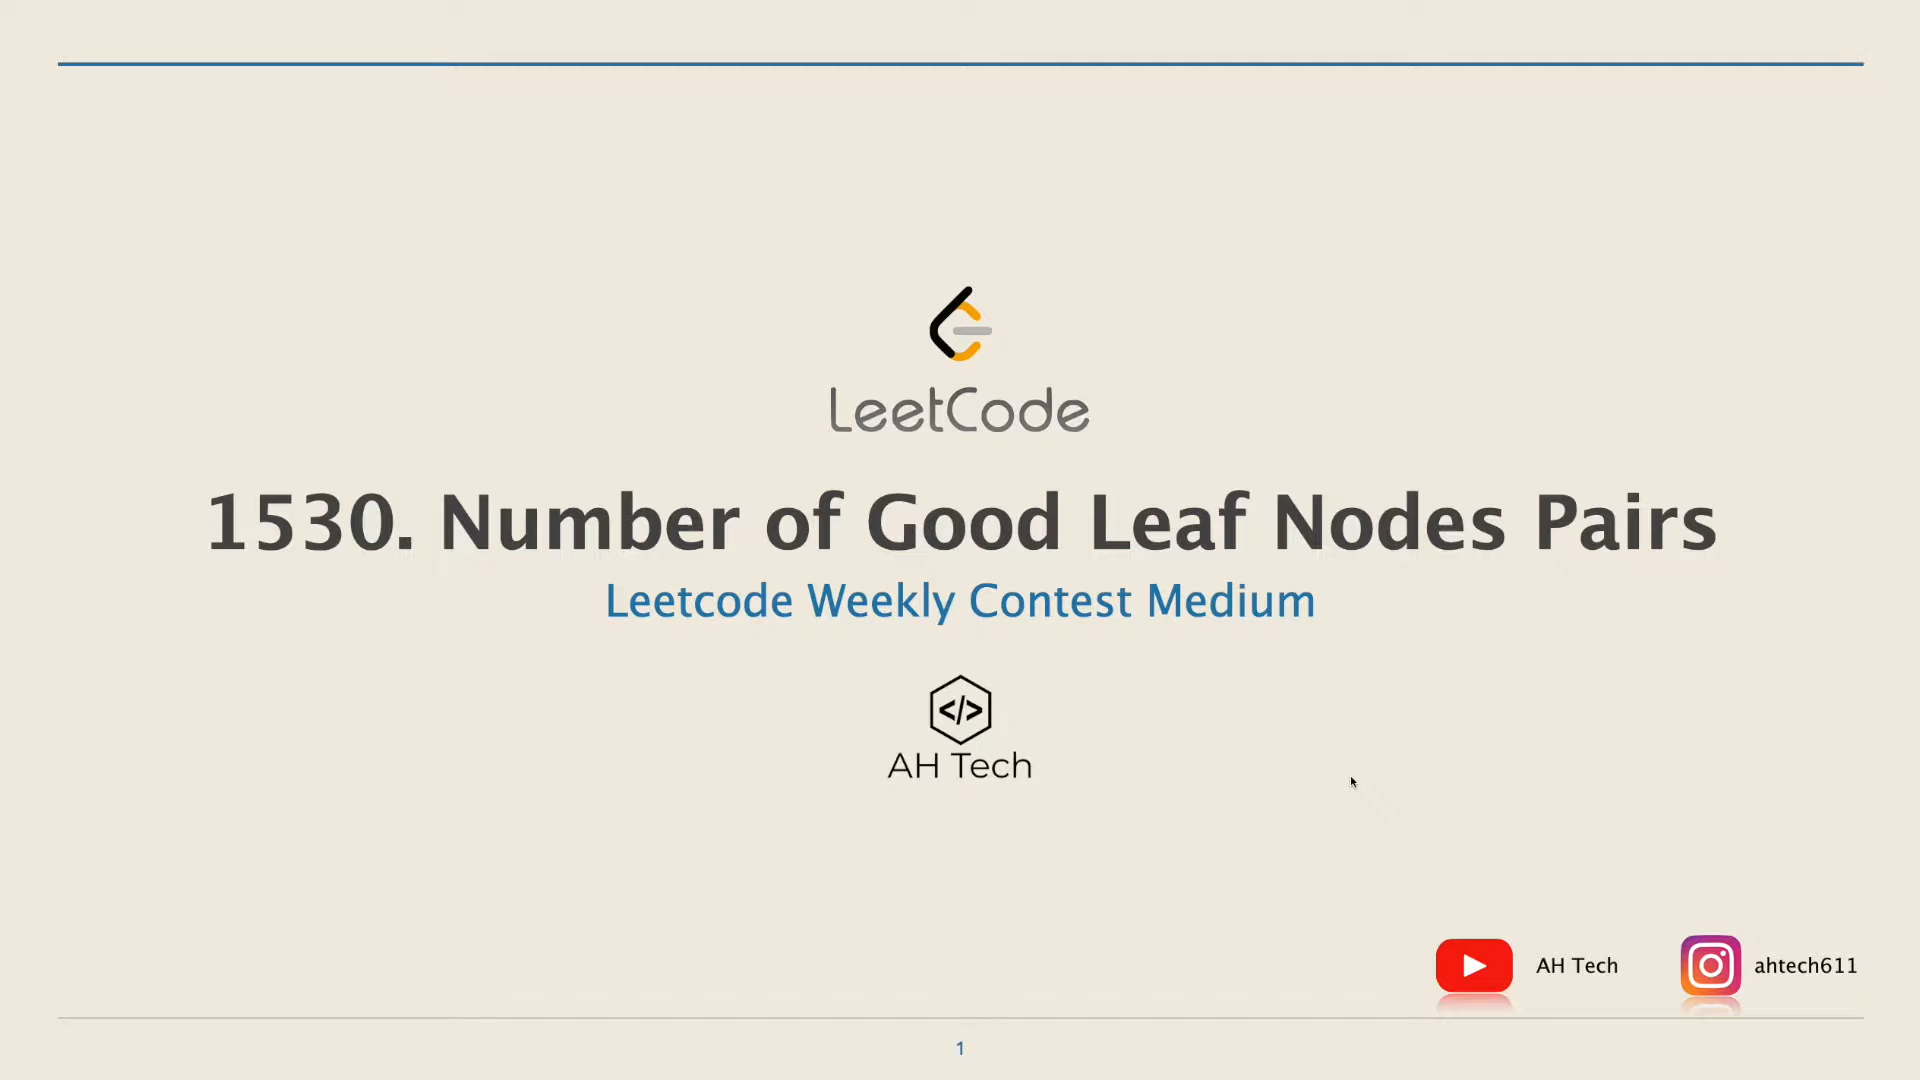 LeetCode
1530. Number of Good Leaf Nodes Pairs
Leetcode Weekly Contest Medium
</>
AH Tech
AH Tech
ahtech611
1